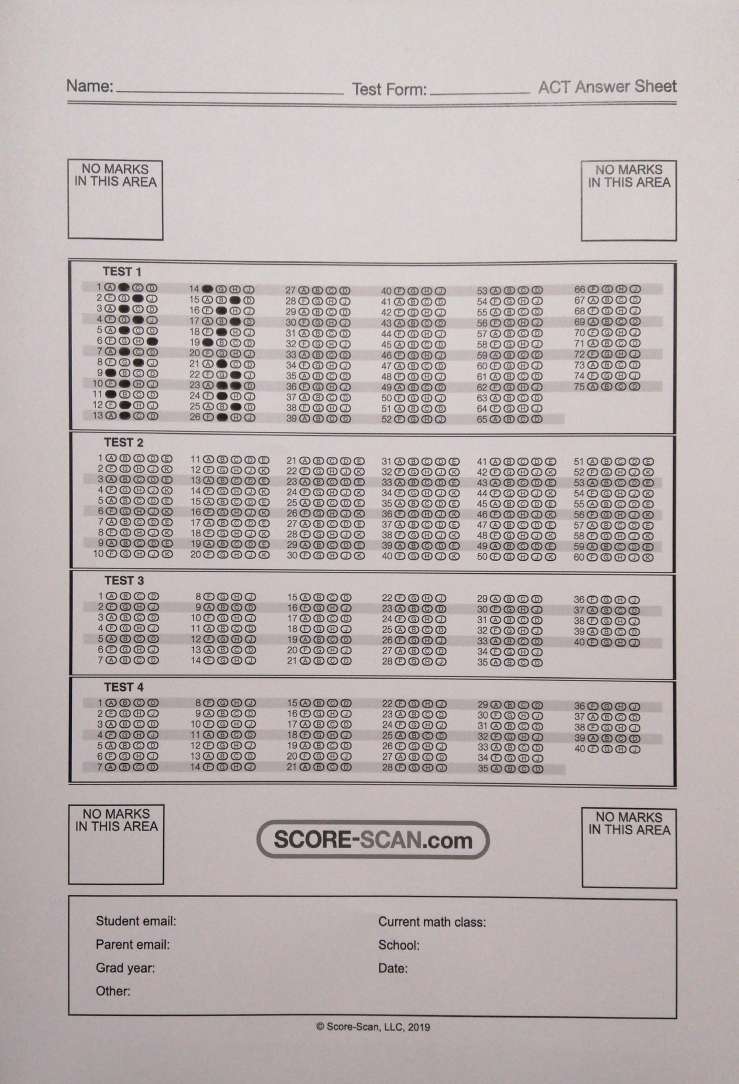 Name: Test Form: ACT Answer Sheet
NO MARKS
IN THIS AREA
NO MARKS
IN THIS AREA
TEST 1
1 A C D 14 G H J 27 A B C D 40 F G H J 53 A B C D 66 F G H J
2 F G J 15 A B D 28 F G H J 41 A B C D 54 F G H J 67 A B C D
3 A C D 16 F H J 29 A B C D 42 F G H J 55 A B C D 68 F G H J
4 F G J 17 A B D 30 F G H J 43 A B C D 56 F G H J 69 A B C D
5 A C D 18 F H J 31 A B C D 44 F G H J 57 A B C D 70 F G H J
6 F G H 19 B C D 32 F G H J 45 A B C D 58 F G H J 71 A B C D
7 A C D 20 F G H J 33 A B C D 46 F G H J 59 A B C D 72 F G H J
8 F G J 21 A C D 34 F G H J 47 A B C D 60 F G H J 73 A B C D
9 B C D 22 F G J 35 A B C D 48 F G H J 61 A B C D 74 F G H J
10 F H J 23 A D 36 F G H J 49 A B C D 62 F G H J 75 A B C D
11 B C D 24 F H J 37 A B C D 50 F G H J 63 A B C D
12 F H J 25 A B D 38 F G H J 51 A B C D 64 F G H J
13 A C D 26 F H J 39 A B C D 52 F G H J 65 A B C D
TEST 2
1 A B C D E 11 A B C D E 21 A B C D E 31 A B C D E 41 A B C D E 51 A B C D E
2 F G H J K 12 F G H J K 22 F G H J K 32 F G H J K 42 F G H J K 52 F G H J K
3 A B C D E 13 A B C D E 23 A B C D E 33 A B C D E 43 A B C D E 53 A B C D E
4 F G H J K 14 F G H J K 24 F G H J K 34 F G H J K 44 F G H J K 54 F G H J K
5 A B C D E 15 A B C D E 25 A B C D E 35 A B C D E 45 A B C D E 55 A B C D E
6 F G H J K 16 F G H J K 26 F G H J K 36 F G H J K 46 F G H J K 56 F G H J K
7 A B C D E 17 A B C D E 27 A B C D E 37 A B C D E 47 A B C D E 57 A B C D E
8 F G H J K 18 F G H J K 28 F G H J K 38 F G H J K 48 F G H J K 58 F G H J K
9 A B C D E 19 A B C D E 29 A B C D E 39 A B C D E 49 A B C D E 59 A B C D E
10 F G H J K 20 F G H J K 30 F G H J K 40 F G H J K 50 F G H J K 60 F G H J K
TEST 3
1 A B C D 8 F G H J 15 A B C D 22 F G H J 29 A B C D 36 F G H J
2 F G H J 9 A B C D 16 F G H J 23 A B C D 30 F G H J 37 A B C D
3 A B C D 10 F G H J 17 A B C D 24 F G H J 31 A B C D 38 F G H J
4 F G H J 11 A B C D 18 F G H J 25 A B C D 32 F G H J 39 A B C D
5 A B C D 12 F G H J 19 A B C D 26 F G H J 33 A B C D 40 F G H J
6 F G H J 13 A B C D 20 F G H J 27 A B C D 34 F G H J
7 A B C D 14 F G H J 21 A B C D 28 F G H J 35 A B C D
TEST 4
1 A B C D 8 F G H J 15 A B C D 22 F G H J 29 A B C D 36 F G H J
2 F G H J 9 A B C D 16 F G H J 23 A B C D 30 F G H J 37 A B C D
3 A B C D 10 F G H J 17 A B C D 24 F G H J 31 A B C D 38 F G H J
4 F G H J 11 A B C D 18 F G H J 25 A B C D 32 F G H J 39 A B C D
5 A B C D 12 F G H J 19 A B C D 26 F G H J 33 A B C D 40 F G H J
6 F G H J 13 A B C D 20 F G H J 27 A B C D 34 F G H J
7 A B C D 14 F G H J 21 A B C D 28 F G H J 35 A B C D
NO MARKS
IN THIS AREA
SCORE-SCAN.com
NO MARKS
IN THIS AREA
Student email: Current math class:
Parent email: School:
Grad year: Date:
Other:
© Score-Scan, LLC, 2019